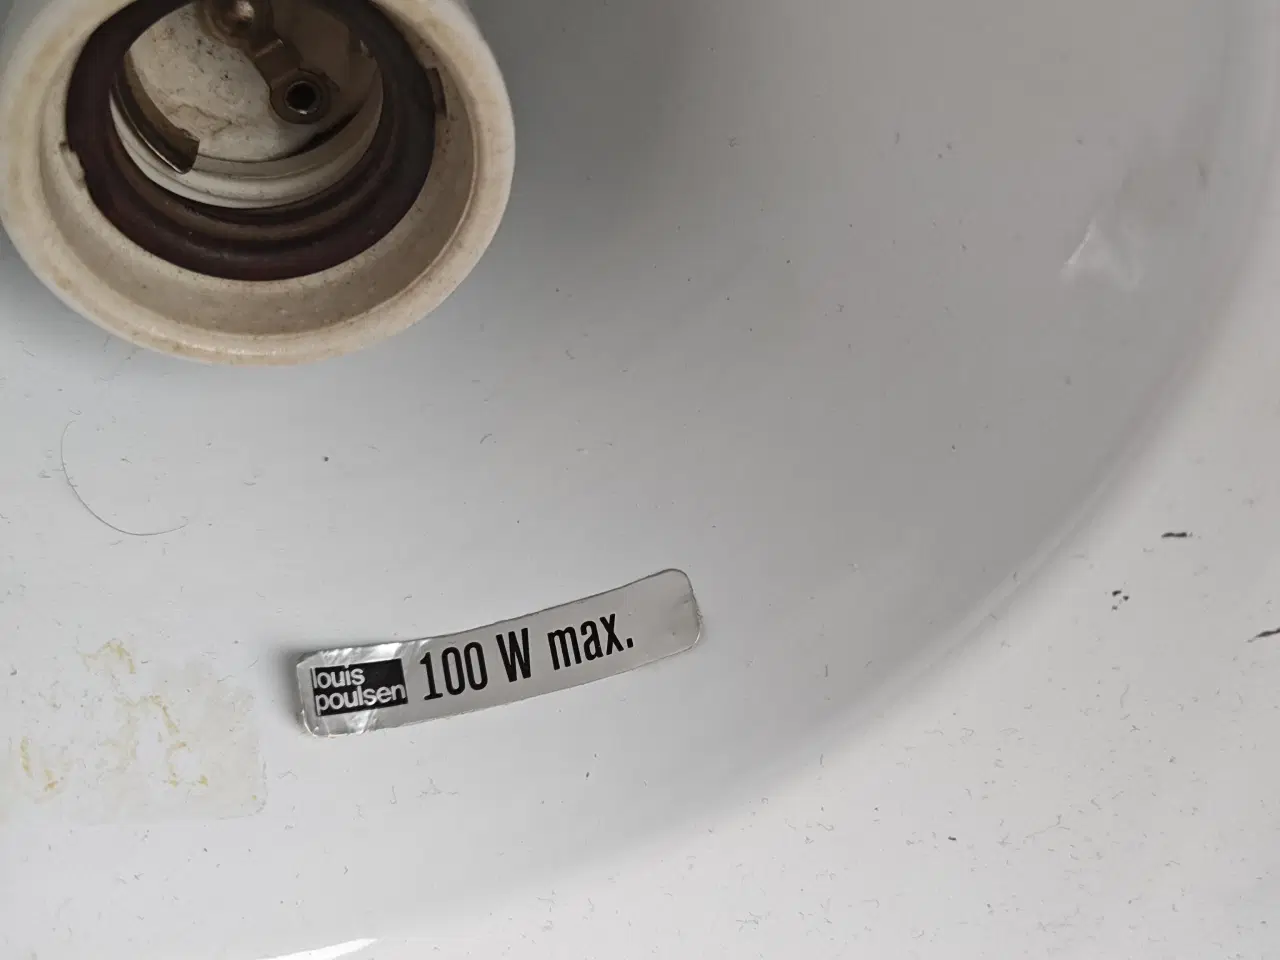 louis
poulsen
100 W max.